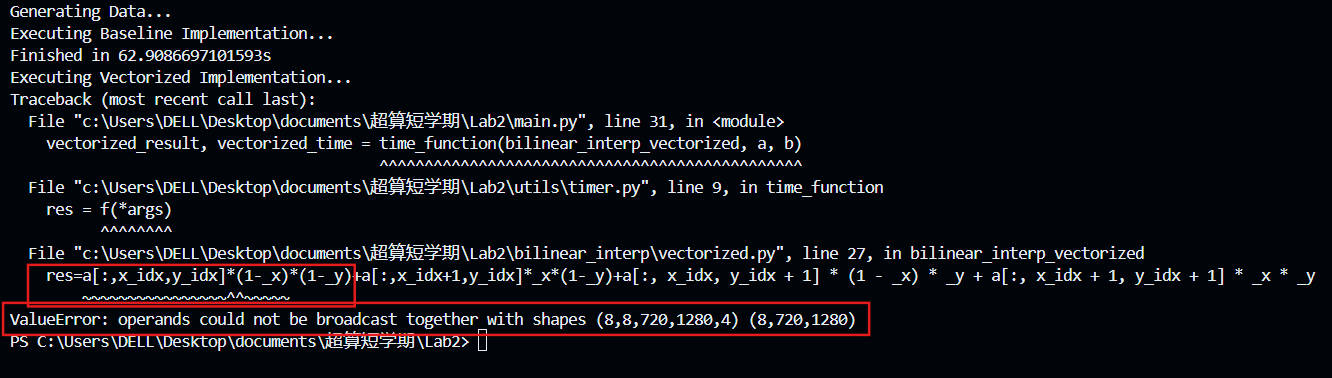 Generating Data...
Executing Baseline Implementation...
Finished in 62.9086697101593s
Executing Vectorized Implementation...
Traceback (most recent call last):
  File "c:\Users\DELL\Desktop\documents\超算短学期\Lab2\main.py", line 31, in <module>
    vectorized_result, vectorized_time = time_function(bilinear_interp_vectorized, a, b)
                                         ^^^^^^^^^^^^^^^^^^^^^^^^^^^^^^^^^^^^^^^^^^^^^^^
  File "c:\Users\DELL\Desktop\documents\超算短学期\Lab2\utils\timer.py", line 9, in time_function
    res = f(*args)
          ^^^^^^^^
  File "c:\Users\DELL\Desktop\documents\超算短学期\Lab2\bilinear_interp\vectorized.py", line 27, in bilinear_interp_vectorized
    res=a[:,x_idx,y_idx]*(1-_x)*(1-_y)+a[:,x_idx+1,y_idx]*_x*(1-_y)+a[:, x_idx, y_idx + 1] * (1 - _x) * _y + a[:, x_idx + 1, y_idx + 1] * _x * _y
        ~~~~~~~~~~~~~~~~^^~~~~~
ValueError: operands could not be broadcast together with shapes (8,8,720,1280,4) (8,720,1280)
PS C:\Users\DELL\Desktop\documents\超算短学期\Lab2>